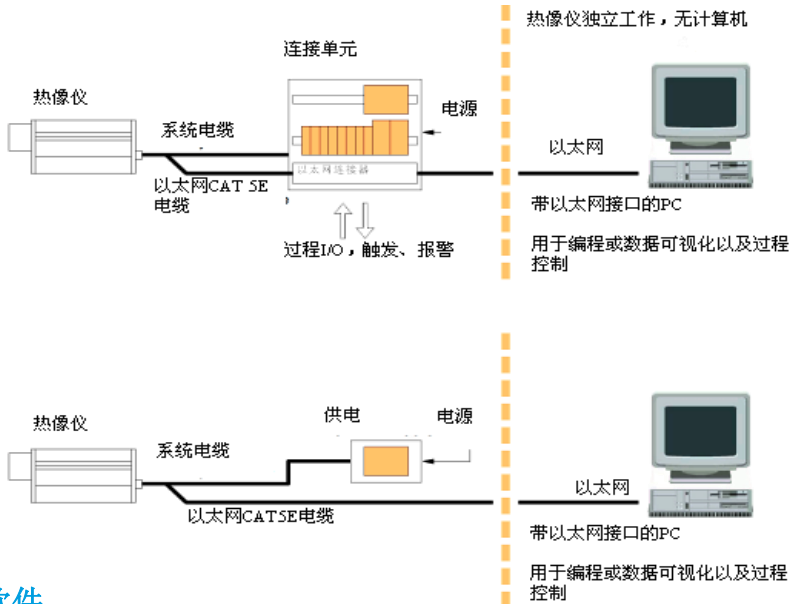 热像仪独立工作，无计算机
连接单元
热像仪
电源
系统电缆
以太网
以太网连接器
以太网CAT 5E
电缆
带以太网接口的PC
过程I/O，触发、报警
用于编程或数据可视化以及过程
控制
供电
电源
热像仪
系统电缆
以太网
以太网CAT5E电缆
带以太网接口的PC
用于编程或数据可视化以及过程
控制
软件